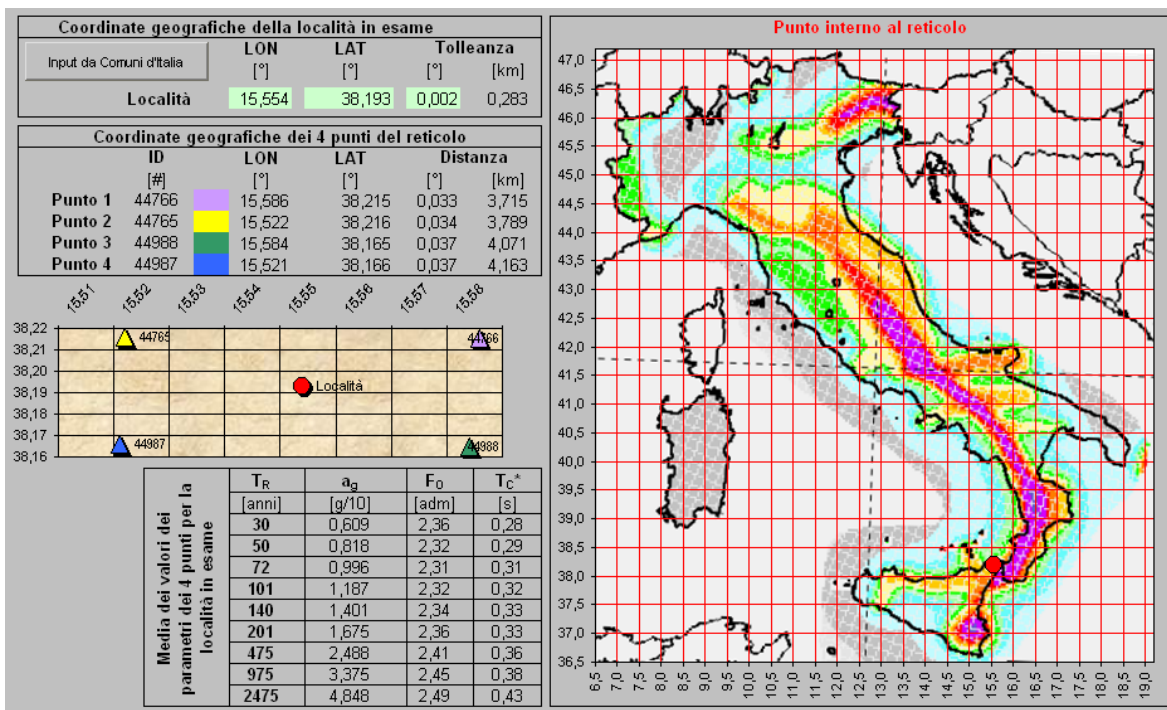 Coordinate geografiche della località in esame
Input da Comuni d'Italia LON LAT Tolleanza
[°] [°] [°] [km]
Località 15,554 38,193 0,002 0,283
Coordinate geografiche dei 4 punti del reticolo
ID LON LAT Distanza
[#] [°] [°] [°] [km]
Punto 1 44766 15,586 38,215 0,033 3,715
Punto 2 44765 15,522 38,216 0,034 3,789
Punto 3 44988 15,584 38,165 0,037 4,071
Punto 4 44987 15,521 38,166 0,037 4,163
15,51 15,52 15,53 15,54 15,55 15,56 15,57 15,58
38,22
38,21
38,20
38,19
38,18
38,17
38,16
44765 44766
Località
44987 44988
Media dei valori dei
parametri dei 4 punti per la
località in esame
TR ag F0 TC*
[anni] [g/10] [adm] [s]
30 0,609 2,36 0,28
50 0,818 2,32 0,29
72 0,996 2,31 0,31
101 1,187 2,32 0,32
140 1,401 2,34 0,33
201 1,675 2,36 0,33
475 2,488 2,41 0,36
975 3,375 2,45 0,38
2475 4,848 2,49 0,43
Punto interno al reticolo
47,0
46,5
46,0
45,5
45,0
44,5
44,0
43,5
43,0
42,5
42,0
41,5
41,0
40,5
40,0
39,5
39,0
38,5
38,0
37,5
37,0
36,5
6,5 7,0 7,5 8,0 8,5 9,0 9,5 10,0 10,5 11,0 11,5 12,0 12,5 13,0 13,5 14,0 14,5 15,0 15,5 16,0 16,5 17,0 17,5 18,0 18,5 19,0